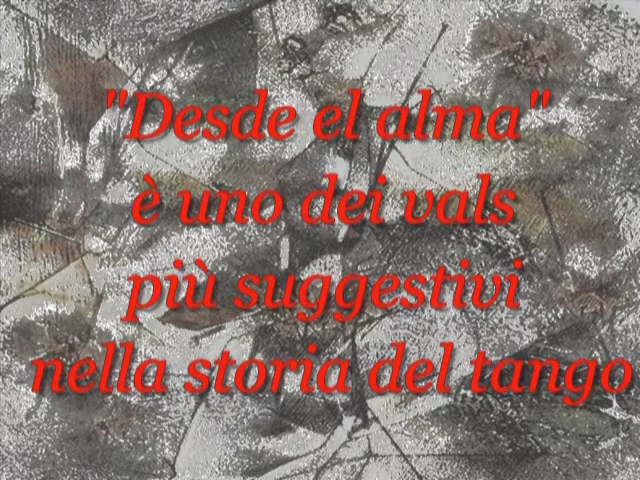 "Desde el alma"
è uno dei vals
più suggestivi
nella storia del tango